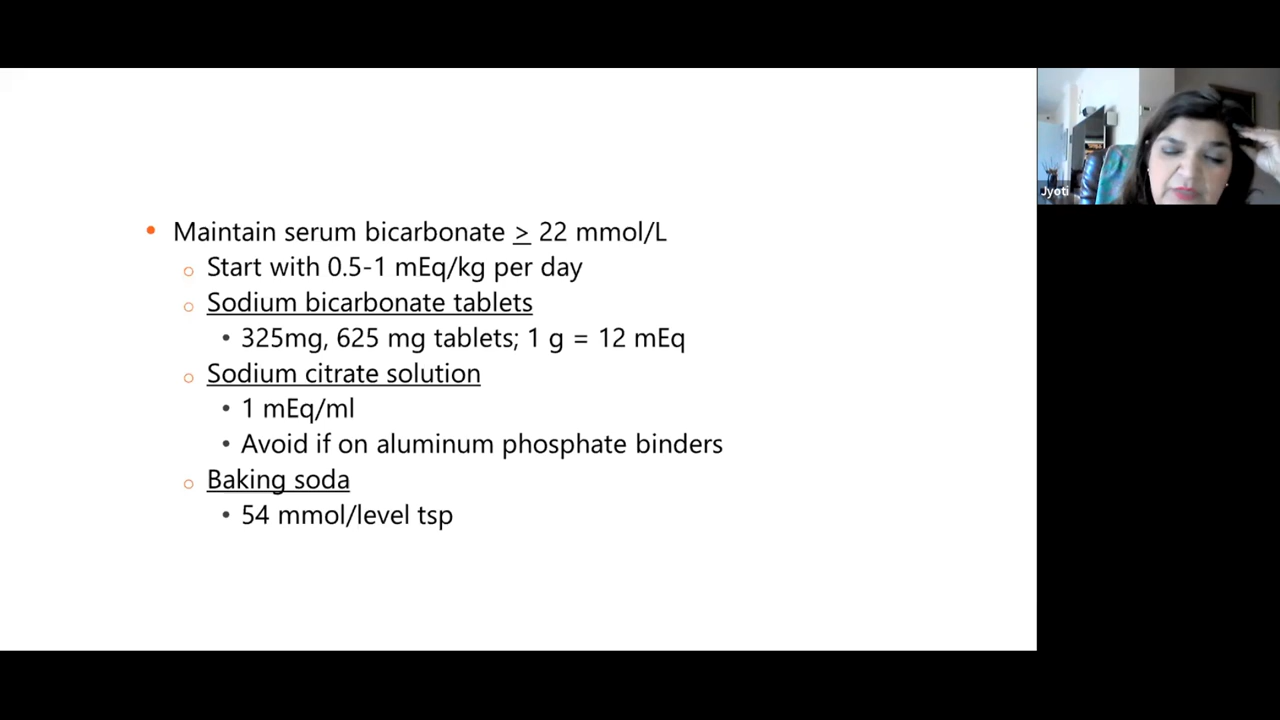 Maintain serum bicarbonate > 22 mmol/L
Start with 0.5-1 mEq/kg per day
Sodium bicarbonate tablets
325mg, 625 mg tablets; 1 g = 12 mEq
Sodium citrate solution
1 mEq/ml
Avoid if on aluminum phosphate binders
Baking soda
54 mmol/level tsp
Jyoti